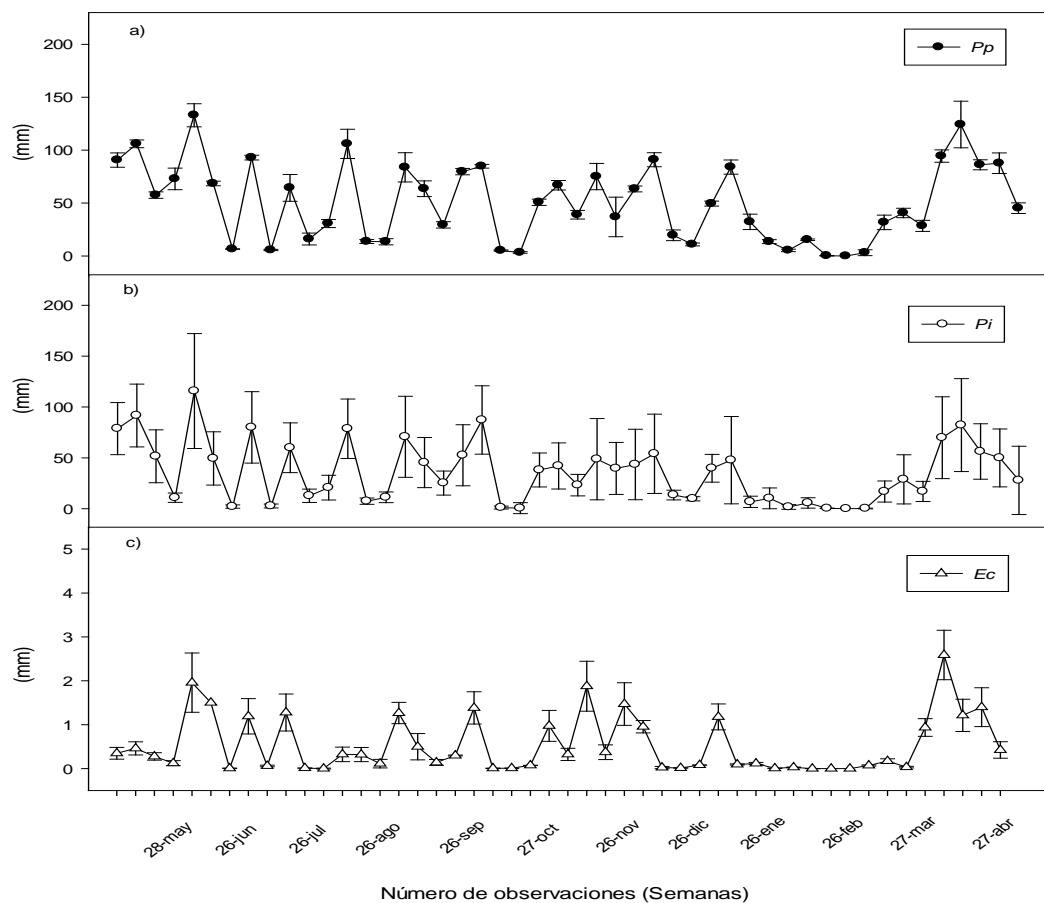 a)
Pp
200
150
100
50
0
(mm)
b)
Pi
200
150
100
50
0
(mm)
c)
Ec
5
4
3
2
1
0
(mm)
28-may
26-jun
26-jul
26-ago
26-sep
27-oct
26-nov
26-dic
26-ene
26-feb
27-mar
27-abr
Número de observaciones (Semanas)